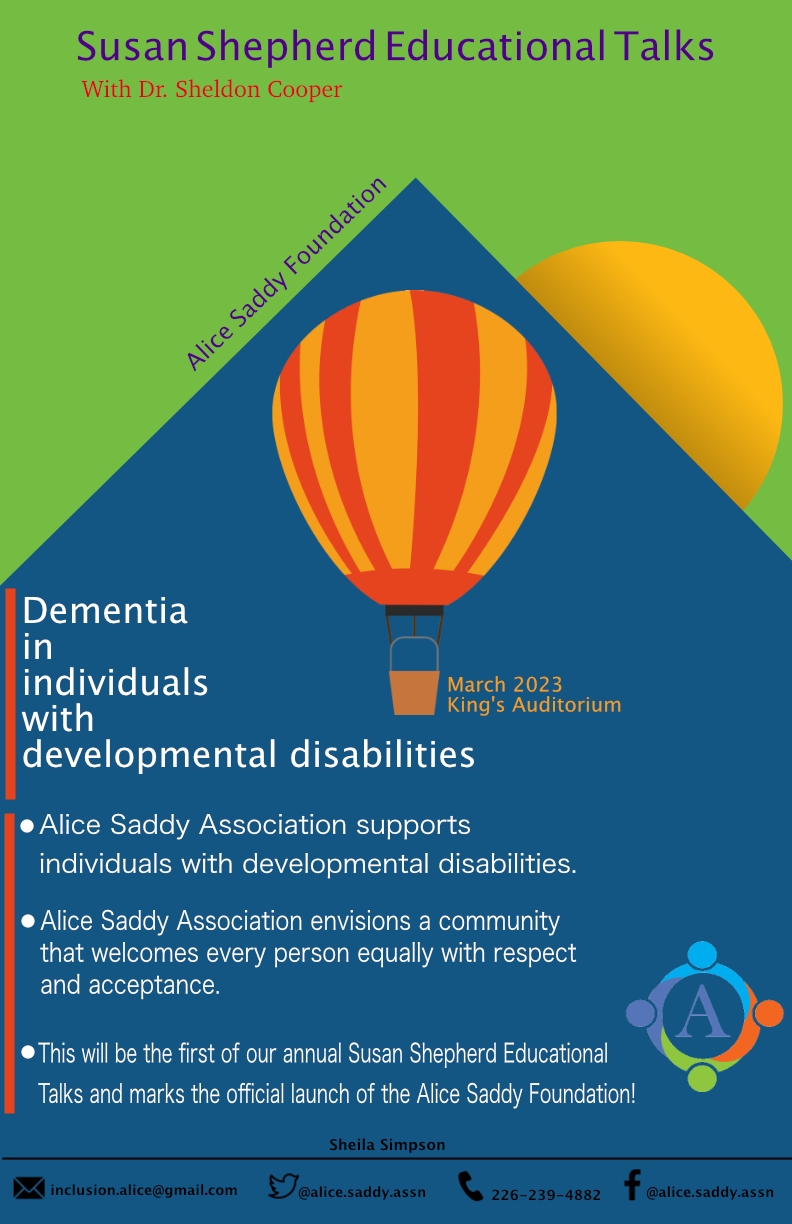 Susan Shepherd Educational Talks
With Dr. Sheldon Cooper
Alice Saddy Foundation
Dementia
in
individuals
with
developmental disabilities
March 2023
King's Auditorium
● Alice Saddy Association supports
individuals with developmental disabilities.
● Alice Saddy Association envisions a community
that welcomes every person equally with respect
and acceptance.
● This will be the first of our annual Susan Shepherd Educational
Talks and marks the official launch of the Alice Saddy Foundation!
A
Sheila Simpson
inclusion.alice@gmail.com
@alice.saddy.assn
226-239-4882
@alice.saddy.assn